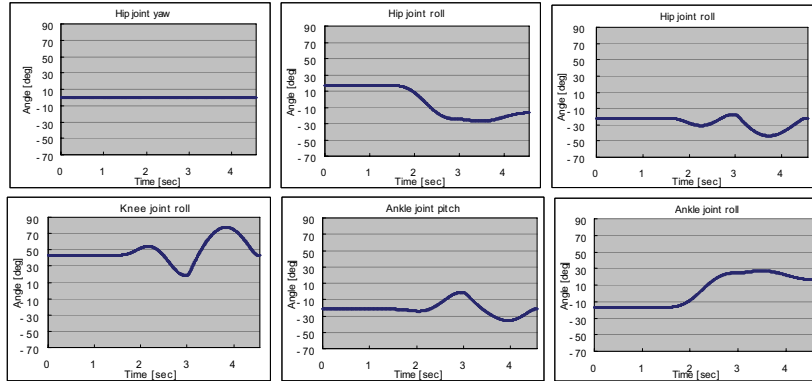 Hip joint yaw
Angle [deg]
90
70
50
30
10
- 10
- 30
- 50
- 70
0 1 2 3 4
Time [sec]
Hip joint roll
Angle [deg]
90
70
50
30
10
- 10
- 30
- 50
- 70
0 1 2 3 4
Time [sec]
Hip joint roll
Angle [deg]
90
70
50
30
10
- 10
- 30
- 50
- 70
0 1 2 3 4
Time [sec]
Knee joint roll
Angle [deg]
90
70
50
30
10
- 10
- 30
- 50
- 70
0 1 2 3 4
Time [sec]
Ankle joint pitch
Angle [deg]
90
70
50
30
10
- 10
- 30
- 50
- 70
0 1 2 3 4
Time [sec]
Ankle joint roll
Angle [deg]
90
70
50
30
10
- 10
- 30
- 50
- 70
0 1 2 3 4
Time [sec]